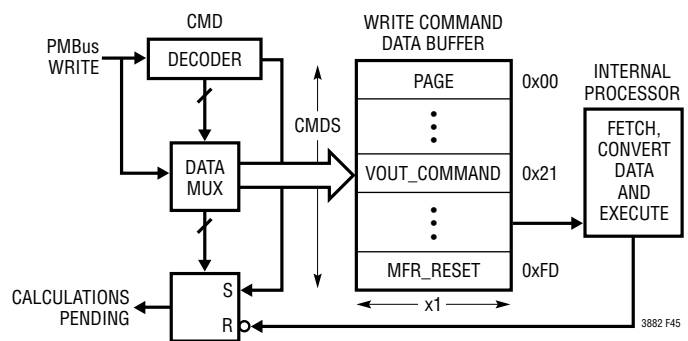 CMD
WRITE COMMAND
DATA BUFFER
PMBus
WRITE
DECODER
PAGE
0x00
INTERNAL
PROCESSOR
CMDS
FETCH,
CONVERT
DATA
AND
EXECUTE
DATA
MUX
VOUT_COMMAND
0x21
MFR_RESET
0xFD
S
CALCULATIONS
PENDING
R
x1
3882 F45